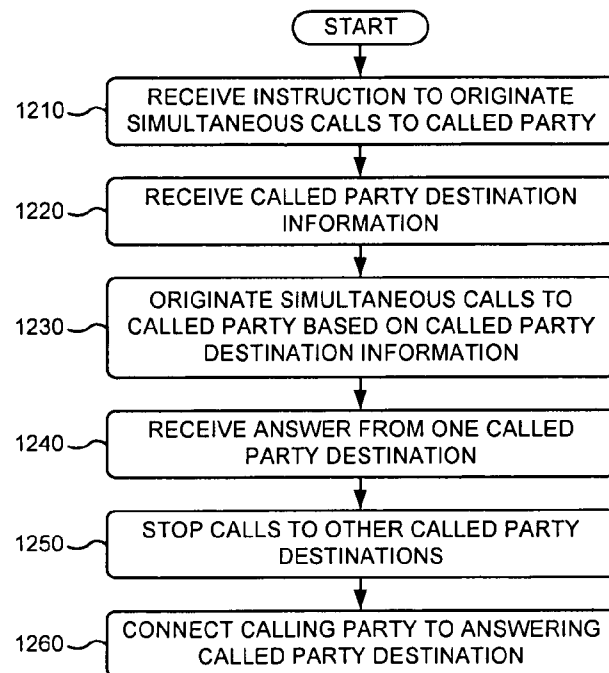 START
1210
RECEIVE INSTRUCTION TO ORIGINATE
SIMULTANEOUS CALLS TO CALLED PARTY
1220
RECEIVE CALLED PARTY DESTINATION
INFORMATION
1230
ORIGINATE SIMULTANEOUS CALLS TO
CALLED PARTY BASED ON CALLED PARTY
DESTINATION INFORMATION
1240
RECEIVE ANSWER FROM ONE CALLED
PARTY DESTINATION
1250
STOP CALLS TO OTHER CALLED PARTY
DESTINATIONS
1260
CONNECT CALLING PARTY TO ANSWERING
CALLED PARTY DESTINATION